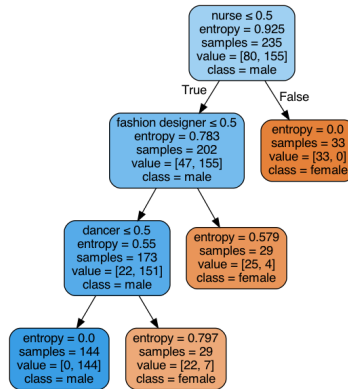 nurse ≤ 0.5
entropy = 0.925
samples = 235
value = [80, 155]
class = male
True
False
fashion designer ≤ 0.5
entropy = 0.783
samples = 202
value = [47, 155]
class = male
entropy = 0.0
samples = 33
value = [33, 0]
class = female
dancer ≤ 0.5
entropy = 0.55
samples = 173
value = [22, 151]
class = male
entropy = 0.579
samples = 29
value = [25, 4]
class = female
entropy = 0.0
samples = 144
value = [0, 144]
class = male
entropy = 0.797
samples = 29
value = [22, 7]
class = female